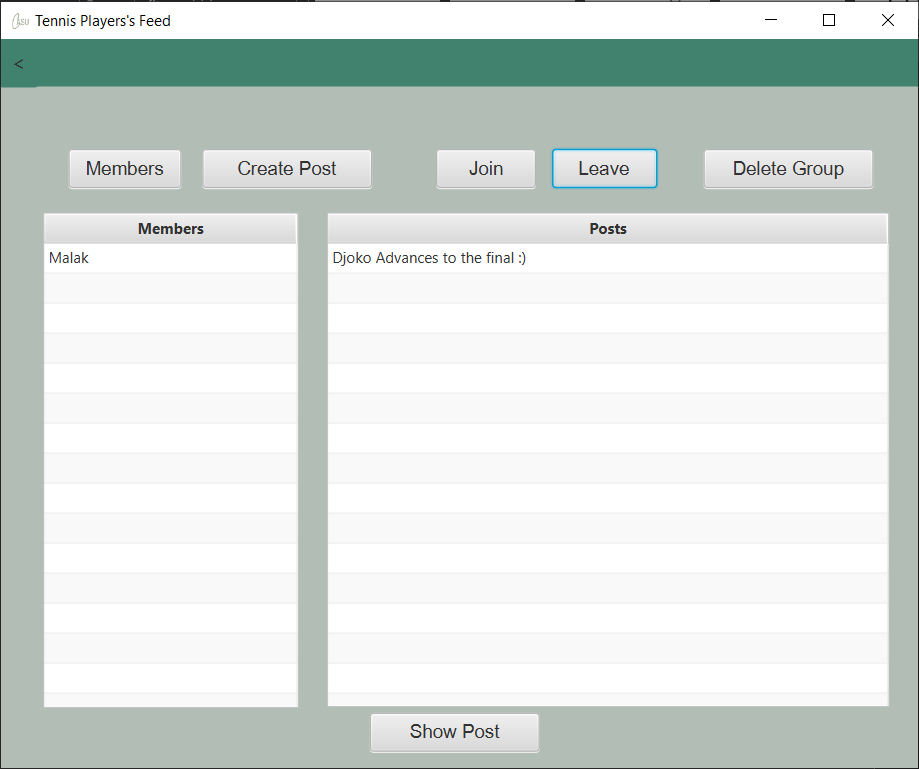 Tennis Players's Feed
<
Members Create Post Join Leave Delete Group
Members Posts
Malak Djoko Advances to the final :)
Show Post